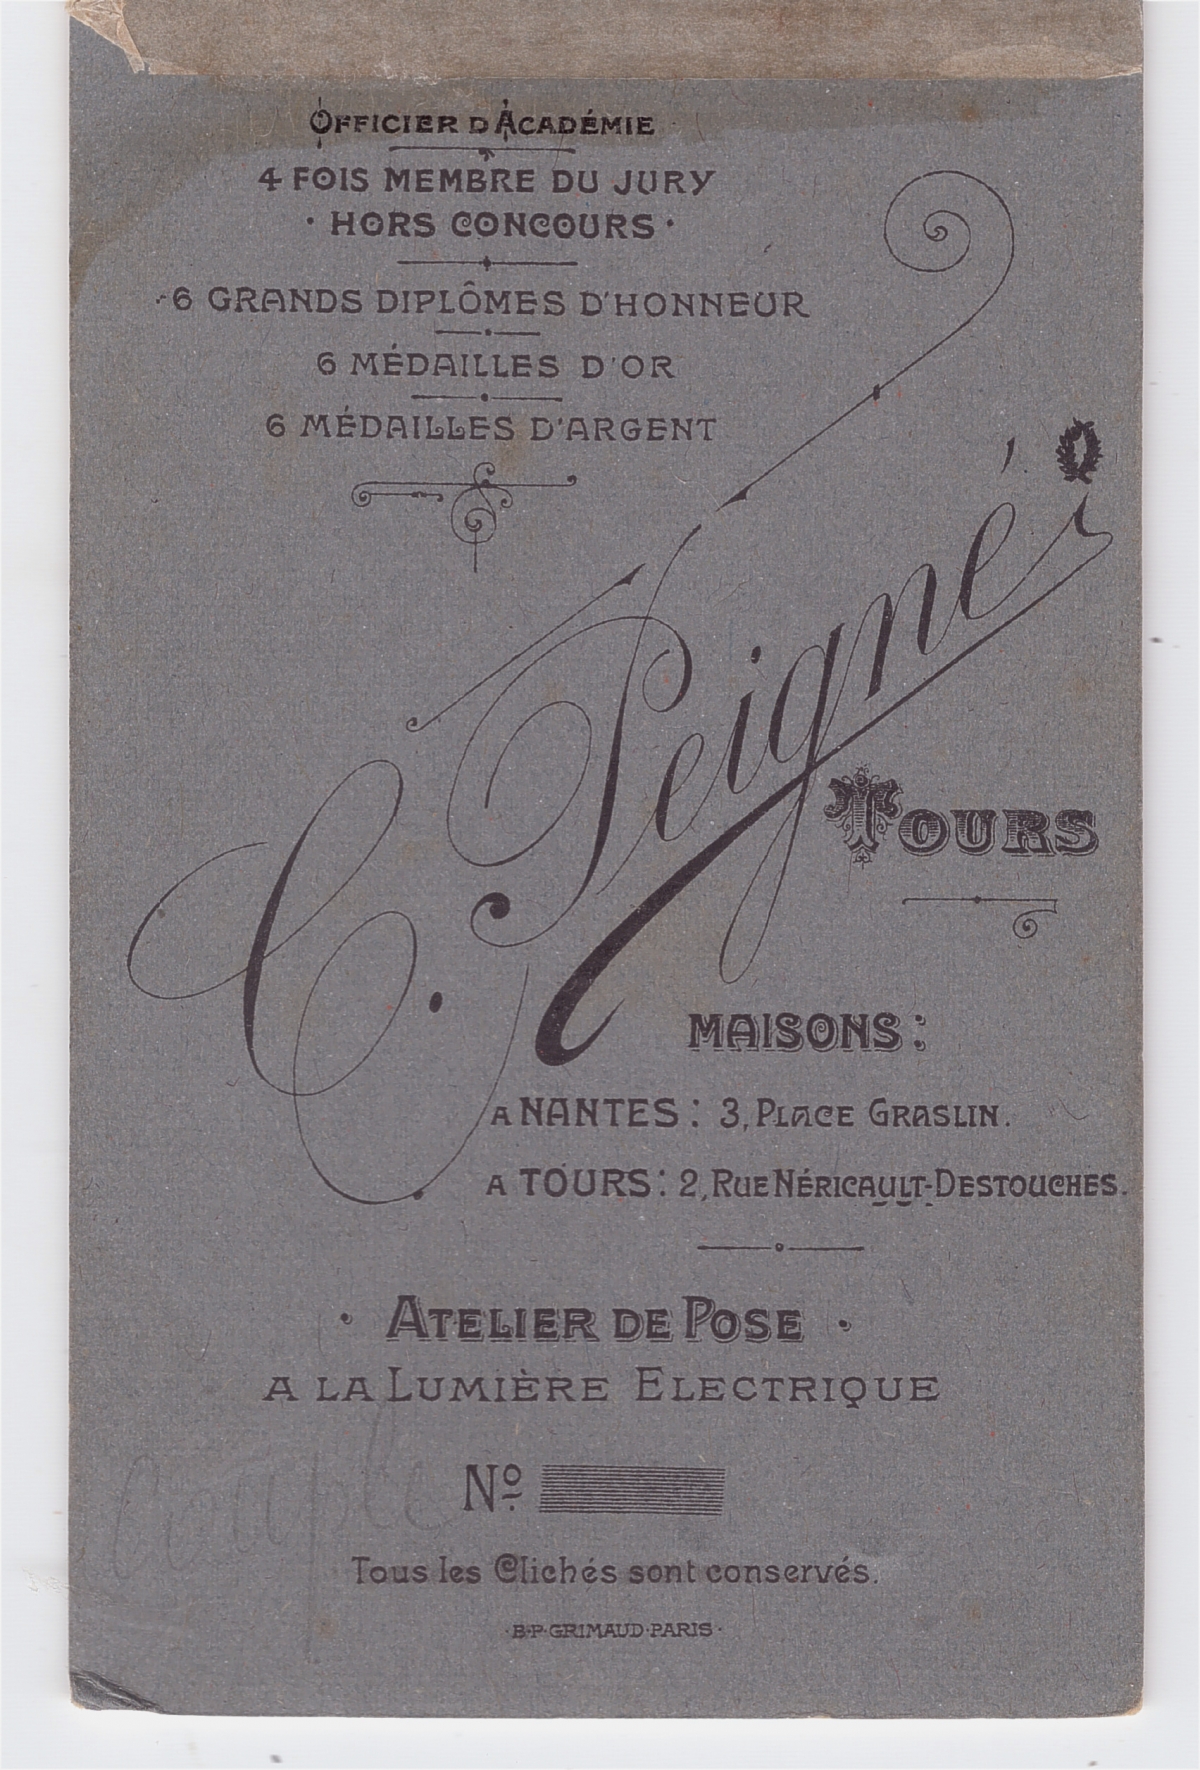 OFFICIER D'ACADÉMIE
4 FOIS MEMBRE DU JURY
· HORS CONCOURS ·
6 GRANDS DIPLÔMES D'HONNEUR
6 MÉDAILLES D'OR
6 MÉDAILLES D'ARGENT
C. Peigné
TOURS
MAISONS:
A NANTES: 3, PLACE GRASLIN.
A TOURS: 2, RUE NÉRICAULT-DESTOUCHES.
· ATELIER DE POSE ·
A LA LUMIÈRE ELECTRIQUE
Couple
Nº
Tous les Clichés sont conservés.
·B·P·GRIMAUD·PARIS·